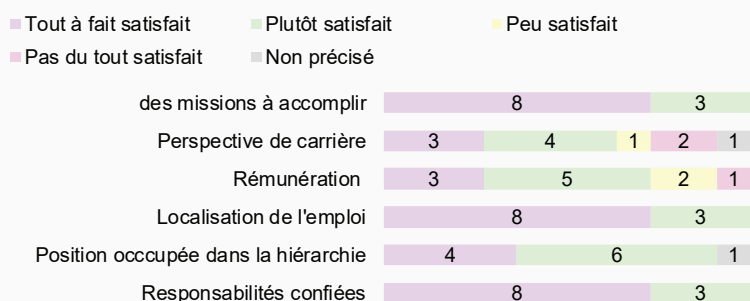 Tout à fait satisfait Plutôt satisfait Peu satisfait
Pas du tout satisfait Non précisé
des missions à accomplir 8 3
Perspective de carrière 3 4 1 2 1
Rémunération 3 5 2 1
Localisation de l'emploi 8 3
Position occcupée dans la hiérarchie 4 6 1
Responsabilités confiées 8 3